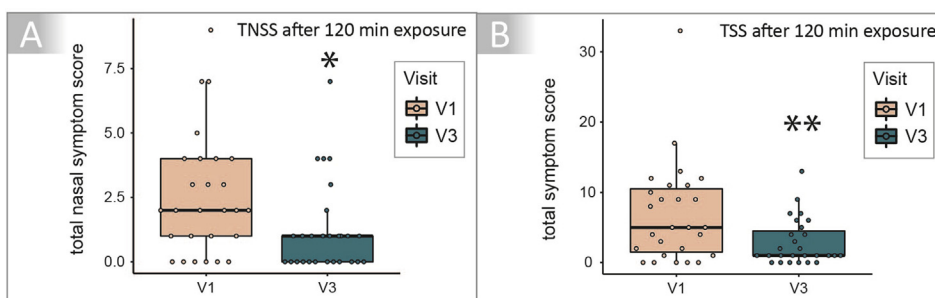 A
TNSS after 120 min exposure
total nasal symptom score
7.5
5.0
2.5
0.0
*
Visit
V1
V3
V1
V3
B
TSS after 120 min exposure
total symptom score
30
20
10
0
**
Visit
V1
V3
V1
V3